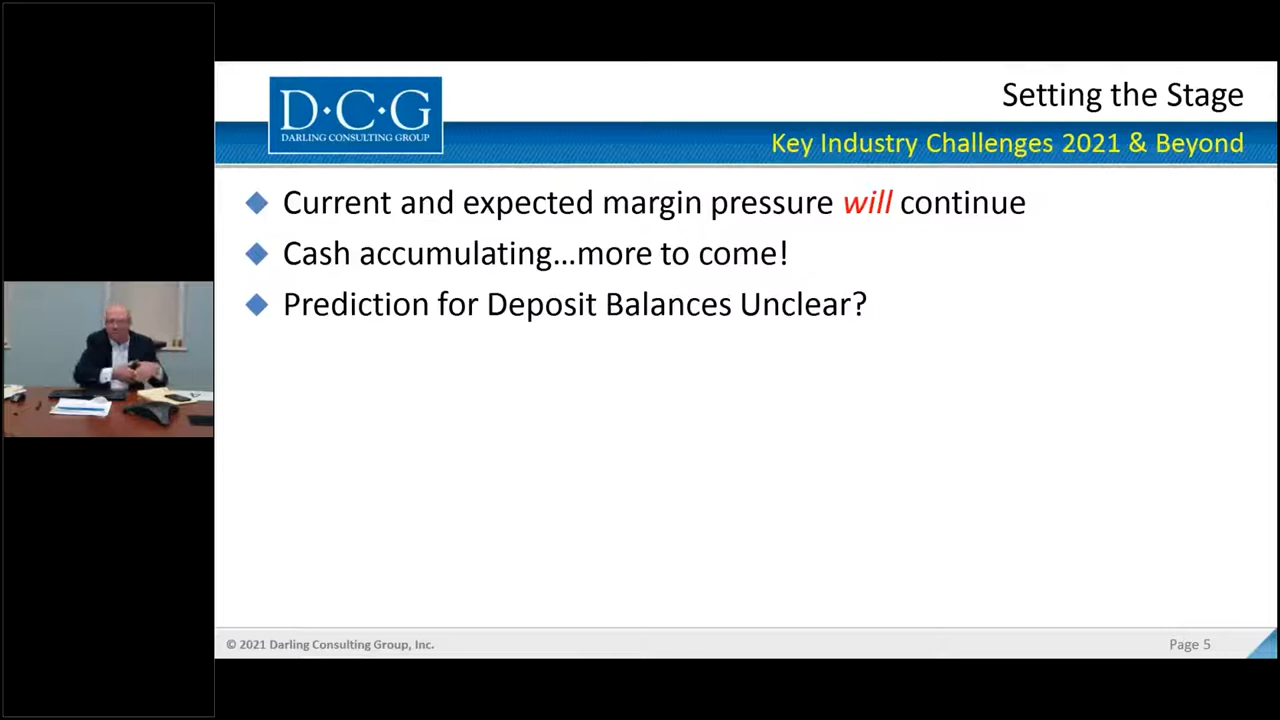 D·C·G
DARLING CONSULTING GROUP
Setting the Stage
Key Industry Challenges 2021 & Beyond
Current and expected margin pressure will continue
Cash accumulating...more to come!
Prediction for Deposit Balances Unclear?
© 2021 Darling Consulting Group, Inc.
Page 5